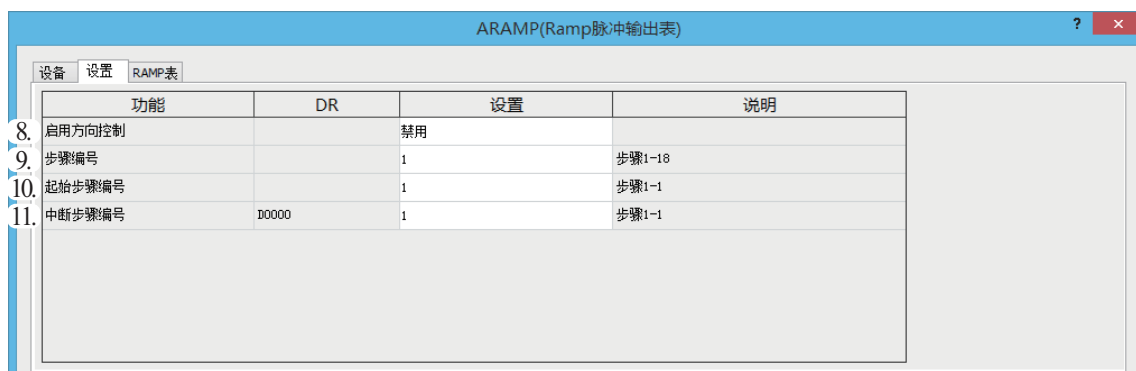 ARAMP(Ramp脉冲输出表) ? ×
设备 设置 RAMP表
功能 DR 设置 说明
8. 启用方向控制 禁用
9. 步骤编号 1 步骤1-18
10. 起始步骤编号 1 步骤1-1
11. 中断步骤编号 D0000 1 步骤1-1